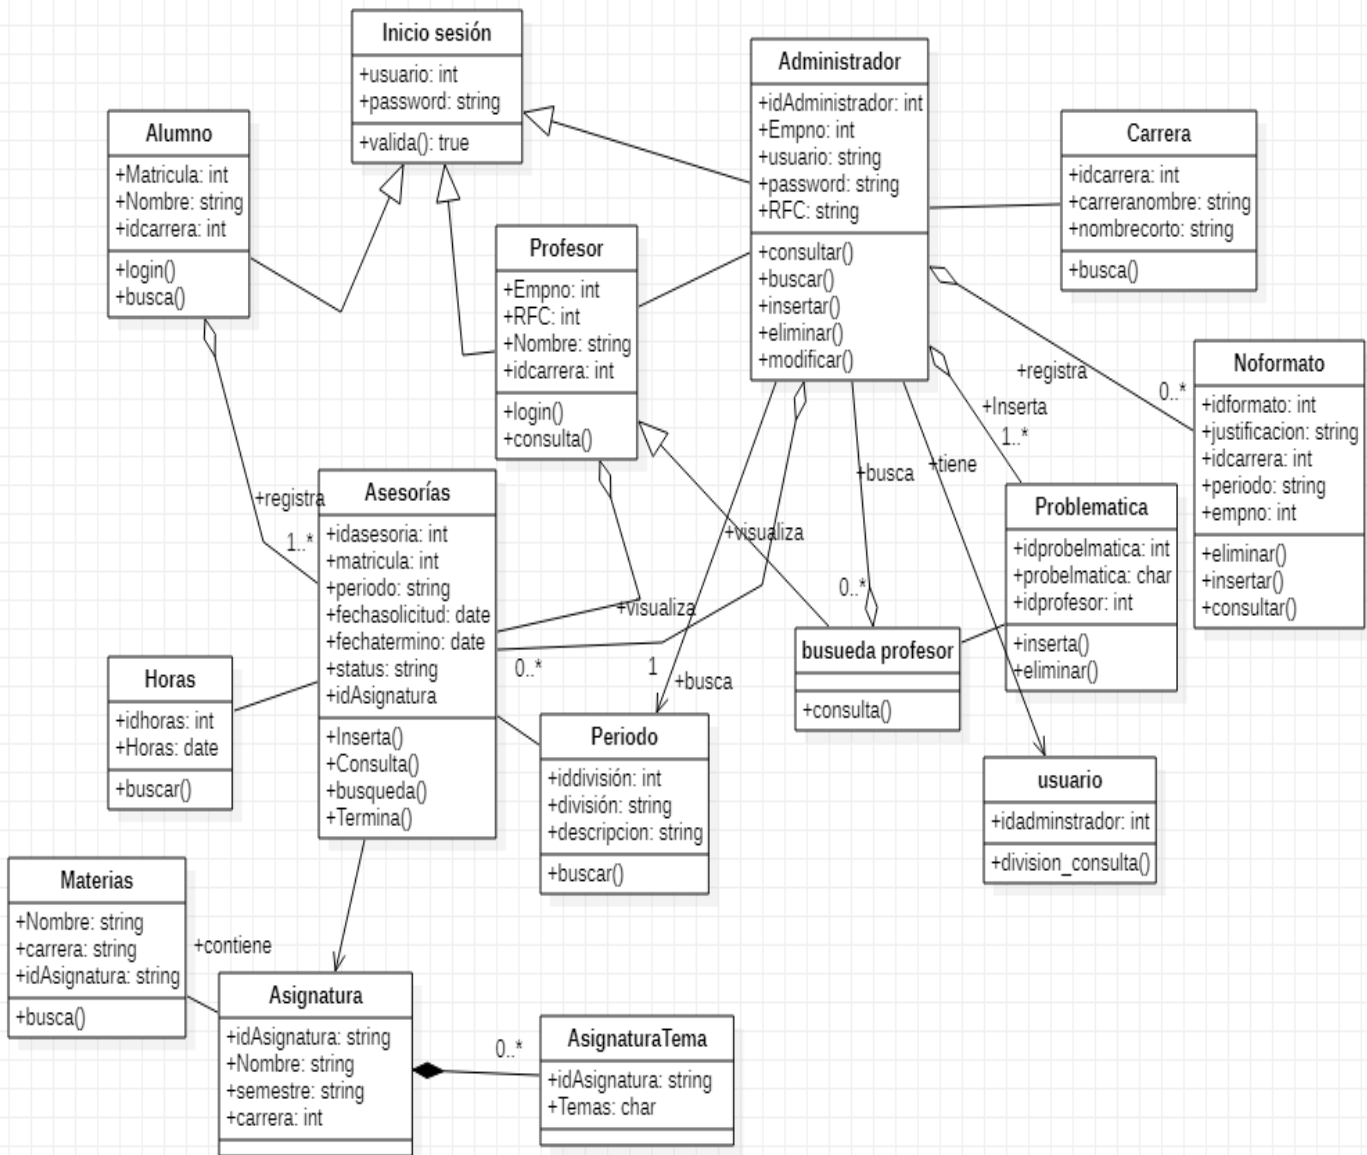 Inicio sesión
+usuario: int
+password: string
+valida(): true
Administrador
+idAdministrador: int
+Empno: int
+usuario: string
+password: string
+RFC: string
+consultar()
+buscar()
+insertar()
+eliminar()
+modificar()
Alumno
+Matricula: int
+Nombre: string
+idcarrera: int
+login()
+busca()
Carrera
+idcarrera: int
+carreranombre: string
+nombrecorto: string
+busca()
Profesor
+Empno: int
+RFC: int
+Nombre: string
+idcarrera: int
+login()
+consulta()
Noformato
+idformato: int
+justificacion: string
+idcarrera: int
+periodo: string
+empno: int
+eliminar()
+insertar()
+consultar()
+registra
0..*
+Inserta
1..*
+busca
+tiene
+registra
1..*
Asesorías
+idasesoria: int
+matricula: int
+periodo: string
+fechasolicitud: date
+fechatermino: date
+status: string
+idAsignatura
+Inserta()
+Consulta()
+busqueda()
+Termina()
Problematica
+idprobelmatica: int
+probelmatica: char
+idprofesor: int
+inserta()
+eliminar()
+visualiza
0..*
+visualiza
0..*
1
+busca
busueda profesor
+consulta()
Horas
+idhoras: int
+Horas: date
+buscar()
Periodo
+iddivisión: int
+división: string
+descripcion: string
+buscar()
usuario
+idadminstrador: int
+division_consulta()
Materias
+Nombre: string
+carrera: string
+idAsignatura: string
+busca()
+contiene
Asignatura
+idAsignatura: string
+Nombre: string
+semestre: string
+carrera: int
0..*
AsignaturaTema
+idAsignatura: string
+Temas: char